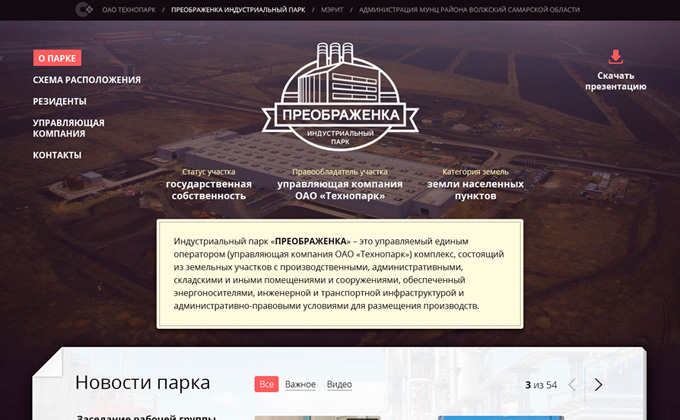 ОАО ТЕХНОПАРК / ПРЕОБРАЖЕНКА ИНДУСТРИАЛЬНЫЙ ПАРК / МЭРИТ / АДМИНИСТРАЦИЯ МУНЦ РАЙОНА ВОЛЖСКИЙ САМАРСКОЙ ОБЛАСТИ
О ПАРКЕ
СХЕМА РАСПОЛОЖЕНИЯ
РЕЗИДЕНТЫ
УПРАВЛЯЮЩАЯ
КОМПАНИЯ
КОНТАКТЫ
ПРЕОБРАЖЕНКА
ИНДУСТРИАЛЬНЫЙ
ПАРК
Скачать
презентацию
Статус участка
государственная
собственность
Правообладатель участка
управляющая компания
ОАО «Технопарк»
Категория земель
земли населенных
пунктов
Индустриальный парк «ПРЕОБРАЖЕНКА» – это управляемый единым
оператором (управляющая компания ОАО «Технопарк») комплекс, состоящий
из земельных участков с производственными, административными,
складскими и иными помещениями и сооружениями, обеспеченный
энергоносителями, инженерной и транспортной инфраструктурой и
административно-правовыми условиями для размещения производств.
Новости парка
Все Важное Видео
3 из 54
Заседание рабочей группы